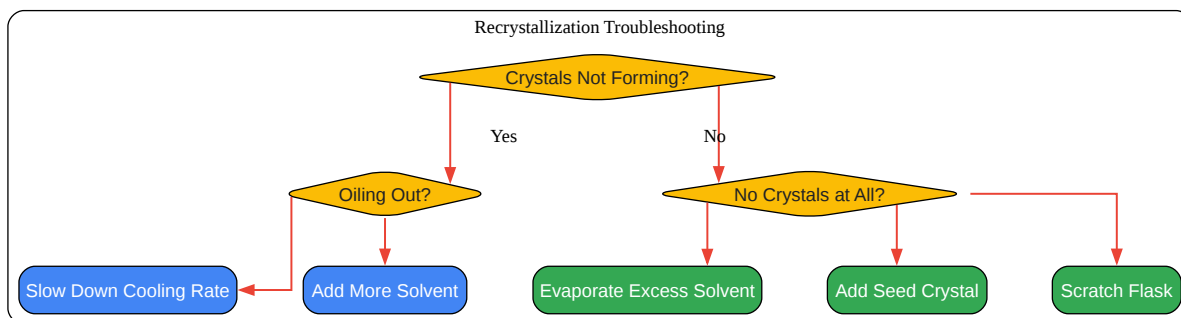 Recrystallization Troubleshooting
Crystals Not Forming?
Yes
No
Oiling Out?
No Crystals at All?
Slow Down Cooling Rate
Add More Solvent
Evaporate Excess Solvent
Add Seed Crystal
Scratch Flask